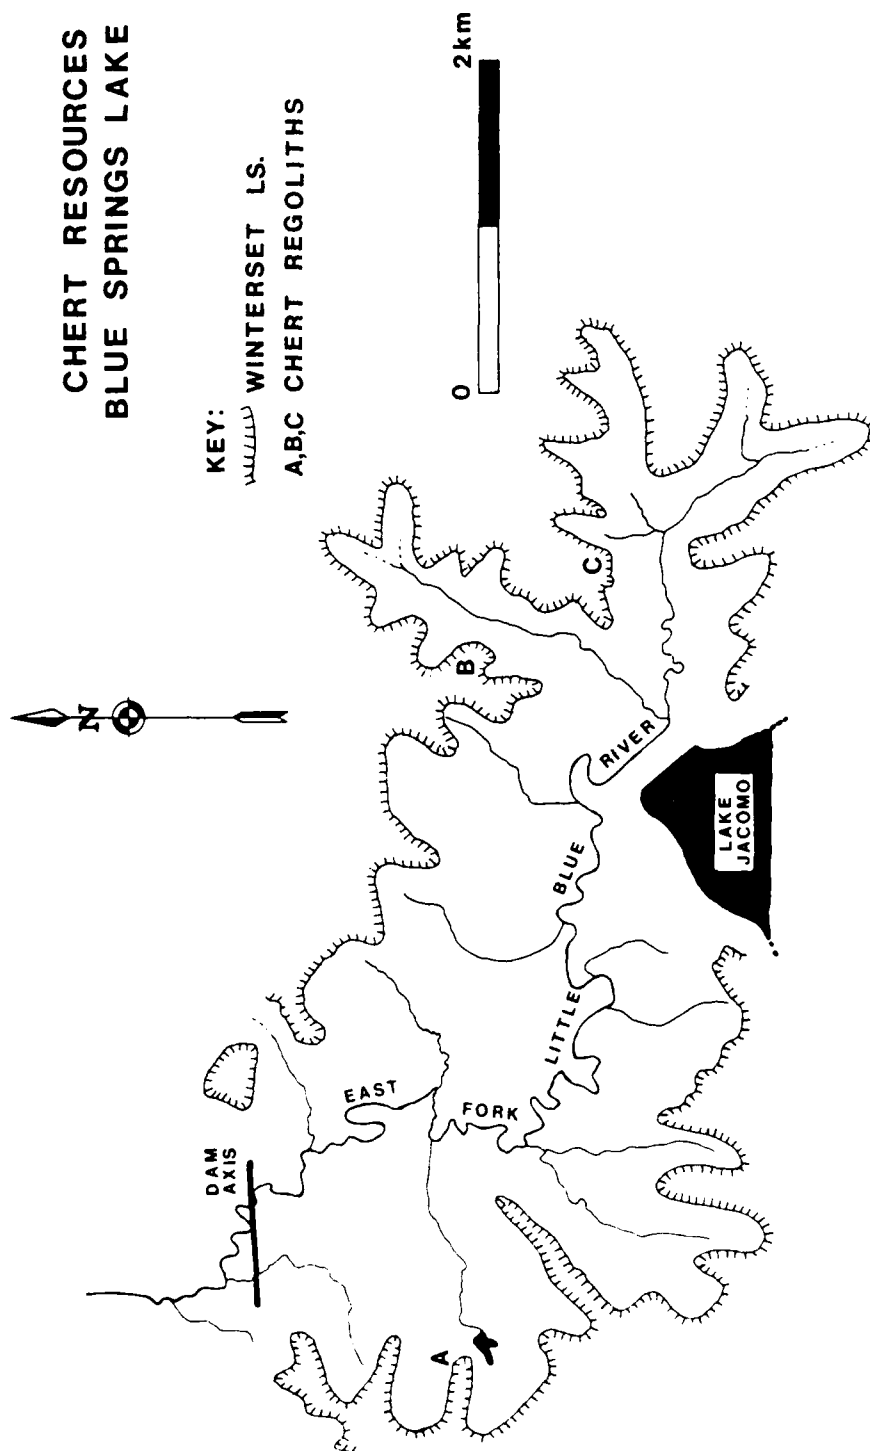 CHERT RESOURCES
BLUE SPRINGS LAKE
KEY:
WINTERSET LS.
A,B,C CHERT REGOLITHS
0
2km
N
DAM
AXIS
A
B
C
EAST
FORK
LITTLE
BLUE
RIVER
LAKE
JACOMO